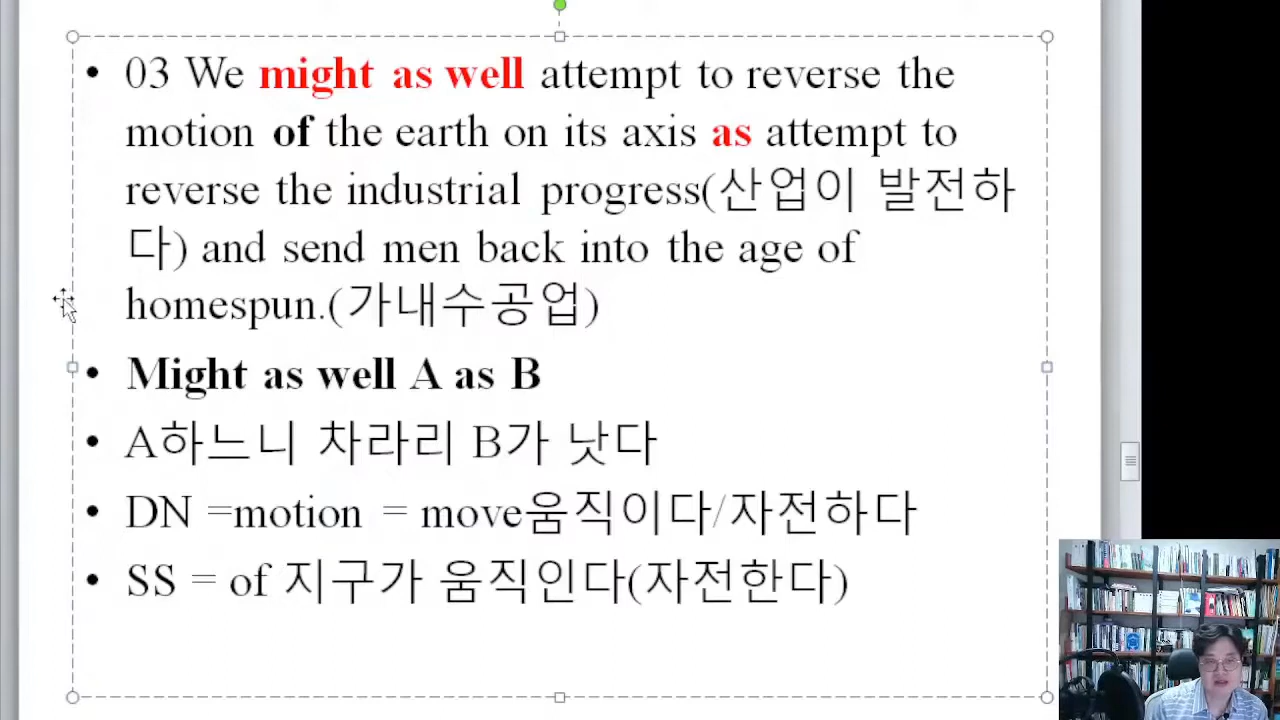 • 03 We might as well attempt to reverse the
motion of the earth on its axis as attempt to
reverse the industrial progress(산업이 발전하
다) and send men back into the age of
homespun.(가내수공업)
• Might as well A as B
• A하느니 차라리 B가 낫다
• DN =motion = move움직이다/자전하다
• SS = of 지구가 움직인다(자전한다)